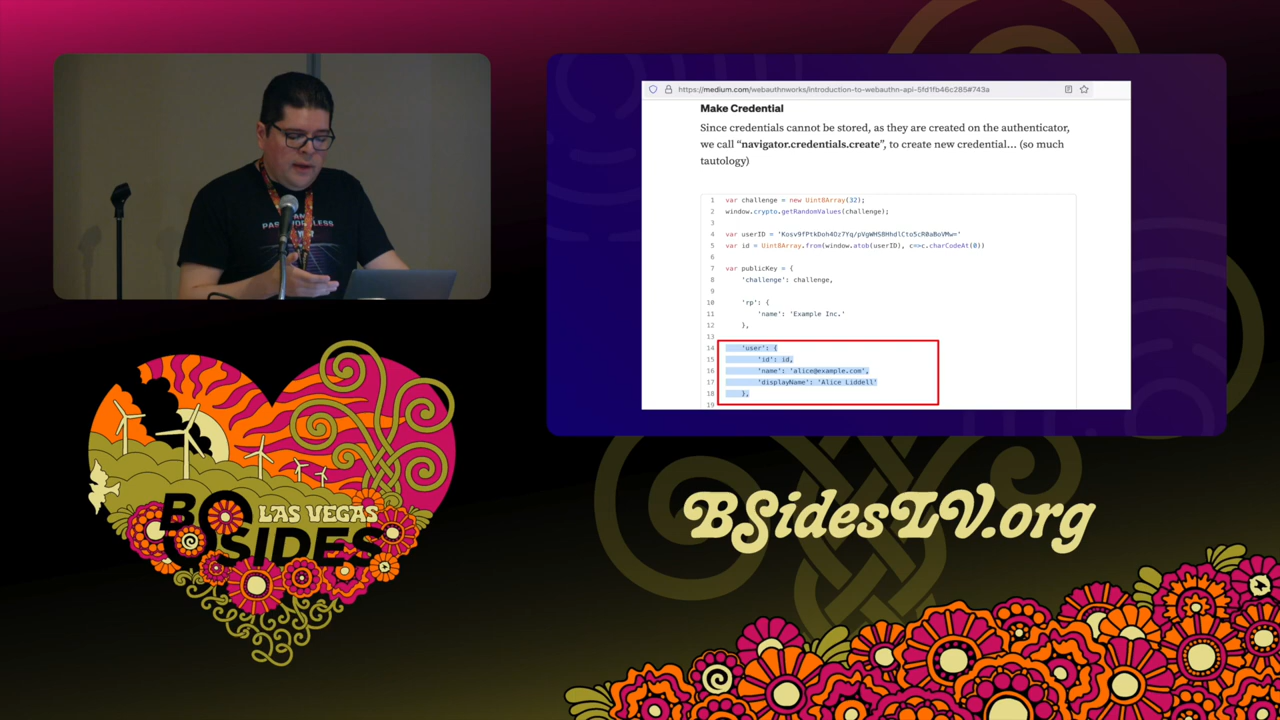 I AM
PASSWORDLESS
BSIDES
LAS VEGAS
https://medium.com/webauthnworks/introduction-to-webauthn-api-5fd1fb46c285#743a
Make Credential
Since credentials cannot be stored, as they are created on the authenticator,
we call “navigator.credentials.create”, to create new credential… (so much
tautology)
1 var challenge = new Uint8Array(32);
2 window.crypto.getRandomValues(challenge);
3
4 var userID = 'Kosv9fPtkDoh4Oz7Yq/pVgWHS8HhdlCto5cR0aBoVMw='
5 var id = Uint8Array.from(window.atob(userID), c=>c.charCodeAt(0))
6
7 var publicKey = {
8 'challenge': challenge,
9
10 'rp': {
11 'name': 'Example Inc.'
12 },
13
14 'user': {
15 'id': id,
16 'name': 'alice@example.com',
17 'displayName': 'Alice Liddell'
18 },
19
BSidesLV.org